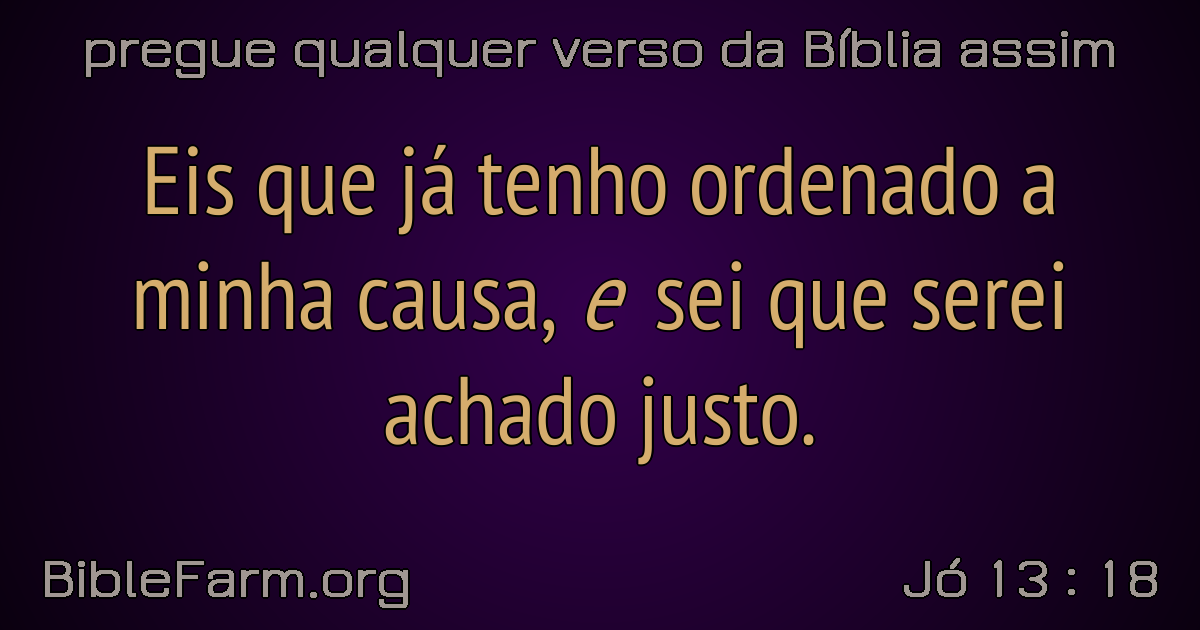 pregue qualquer verso da Bíblia assim
Eis que já tenho ordenado a
minha causa, e sei que serei
achado justo.
BibleFarm.org
Jó 13 : 18